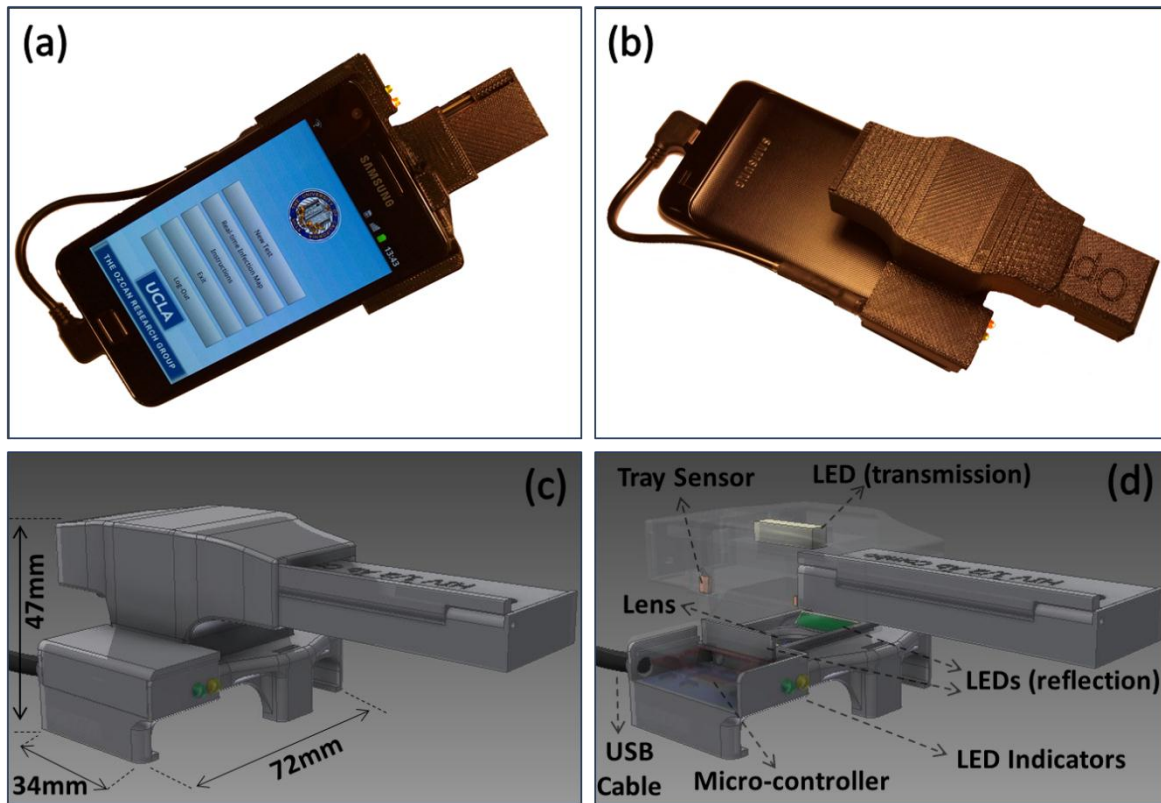 (a)
SAMSUNG
13:43
New Test
Real-time Infection Map
Instructions
Exit
Log-Out
UCLA
THE OZCAN RESEARCH GROUP
(b)
SAMSUNG
(c)
47mm
34mm
72mm
(d)
Tray Sensor
LED (transmission)
Lens
LEDs (reflection)
LED Indicators
USB
Cable
Micro-controller